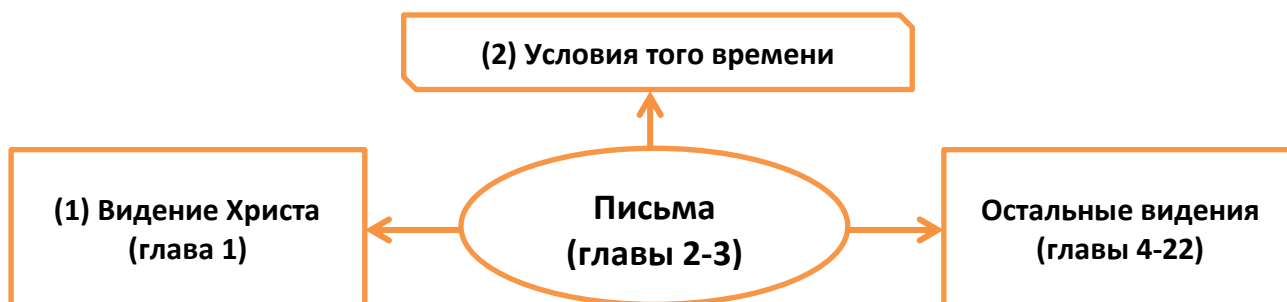 (2) Условия того времени
(1) Видение Христа
(глава 1)
Письма
(главы 2-3)
Остальные видения
(главы 4-22)